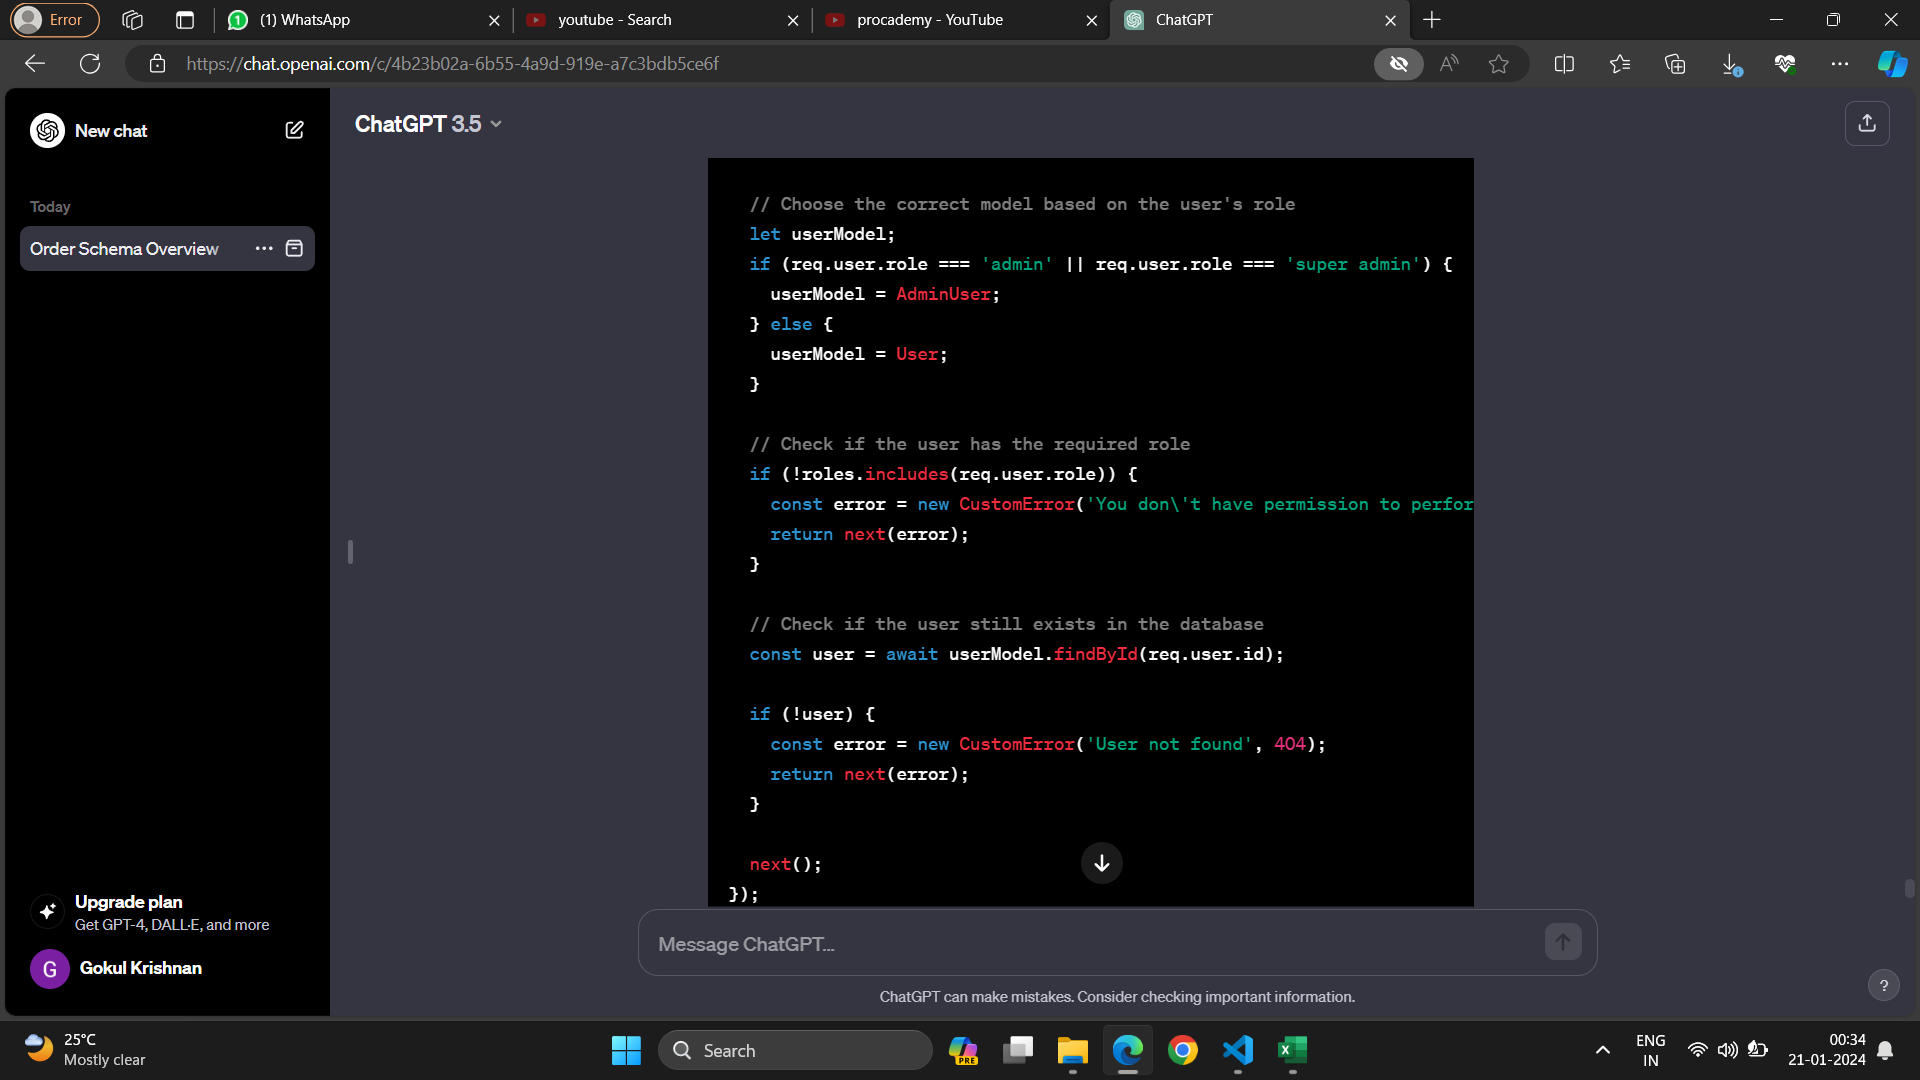 Error
(1) WhatsApp
youtube - Search
procademy - YouTube
ChatGPT
https://chat.openai.com/c/4b23b02a-6b55-4a9d-919e-a7c3bdb5ce6f
New chat
ChatGPT 3.5
Today
Order Schema Overview
// Choose the correct model based on the user's role
let userModel;
if (req.user.role === 'admin' || req.user.role === 'super admin') {
userModel = AdminUser;
} else {
userModel = User;
}
// Check if the user has the required role
if (!roles.includes(req.user.role)) {
const error = new CustomError('You don\'t have permission to perfor
return next(error);
}
// Check if the user still exists in the database
const user = await userModel.findById(req.user.id);
if (!user) {
const error = new CustomError('User not found', 404);
return next(error);
}
next();
});
Upgrade plan
Get GPT-4, DALL·E, and more
G
Gokul Krishnan
Message ChatGPT...
ChatGPT can make mistakes. Consider checking important information.
?
25°C
Mostly clear
Search
PRE
ENG
IN
00:34
21-01-2024